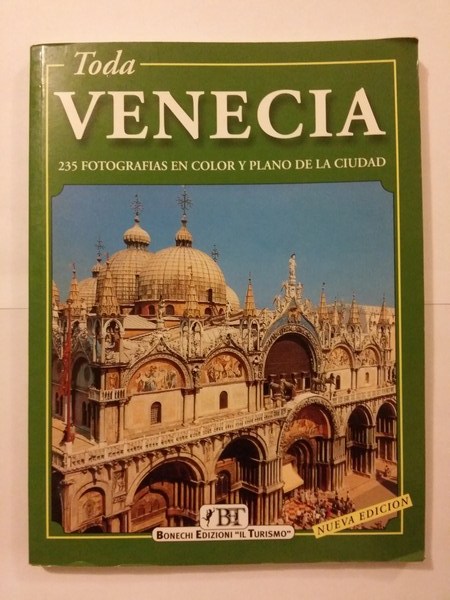 Toda
VENECIA
235 FOTOGRAFIAS EN COLOR Y PLANO DE LA CIUDAD
BT
BONECHI EDIZIONI "IL TURISMO"
NUEVA EDICION